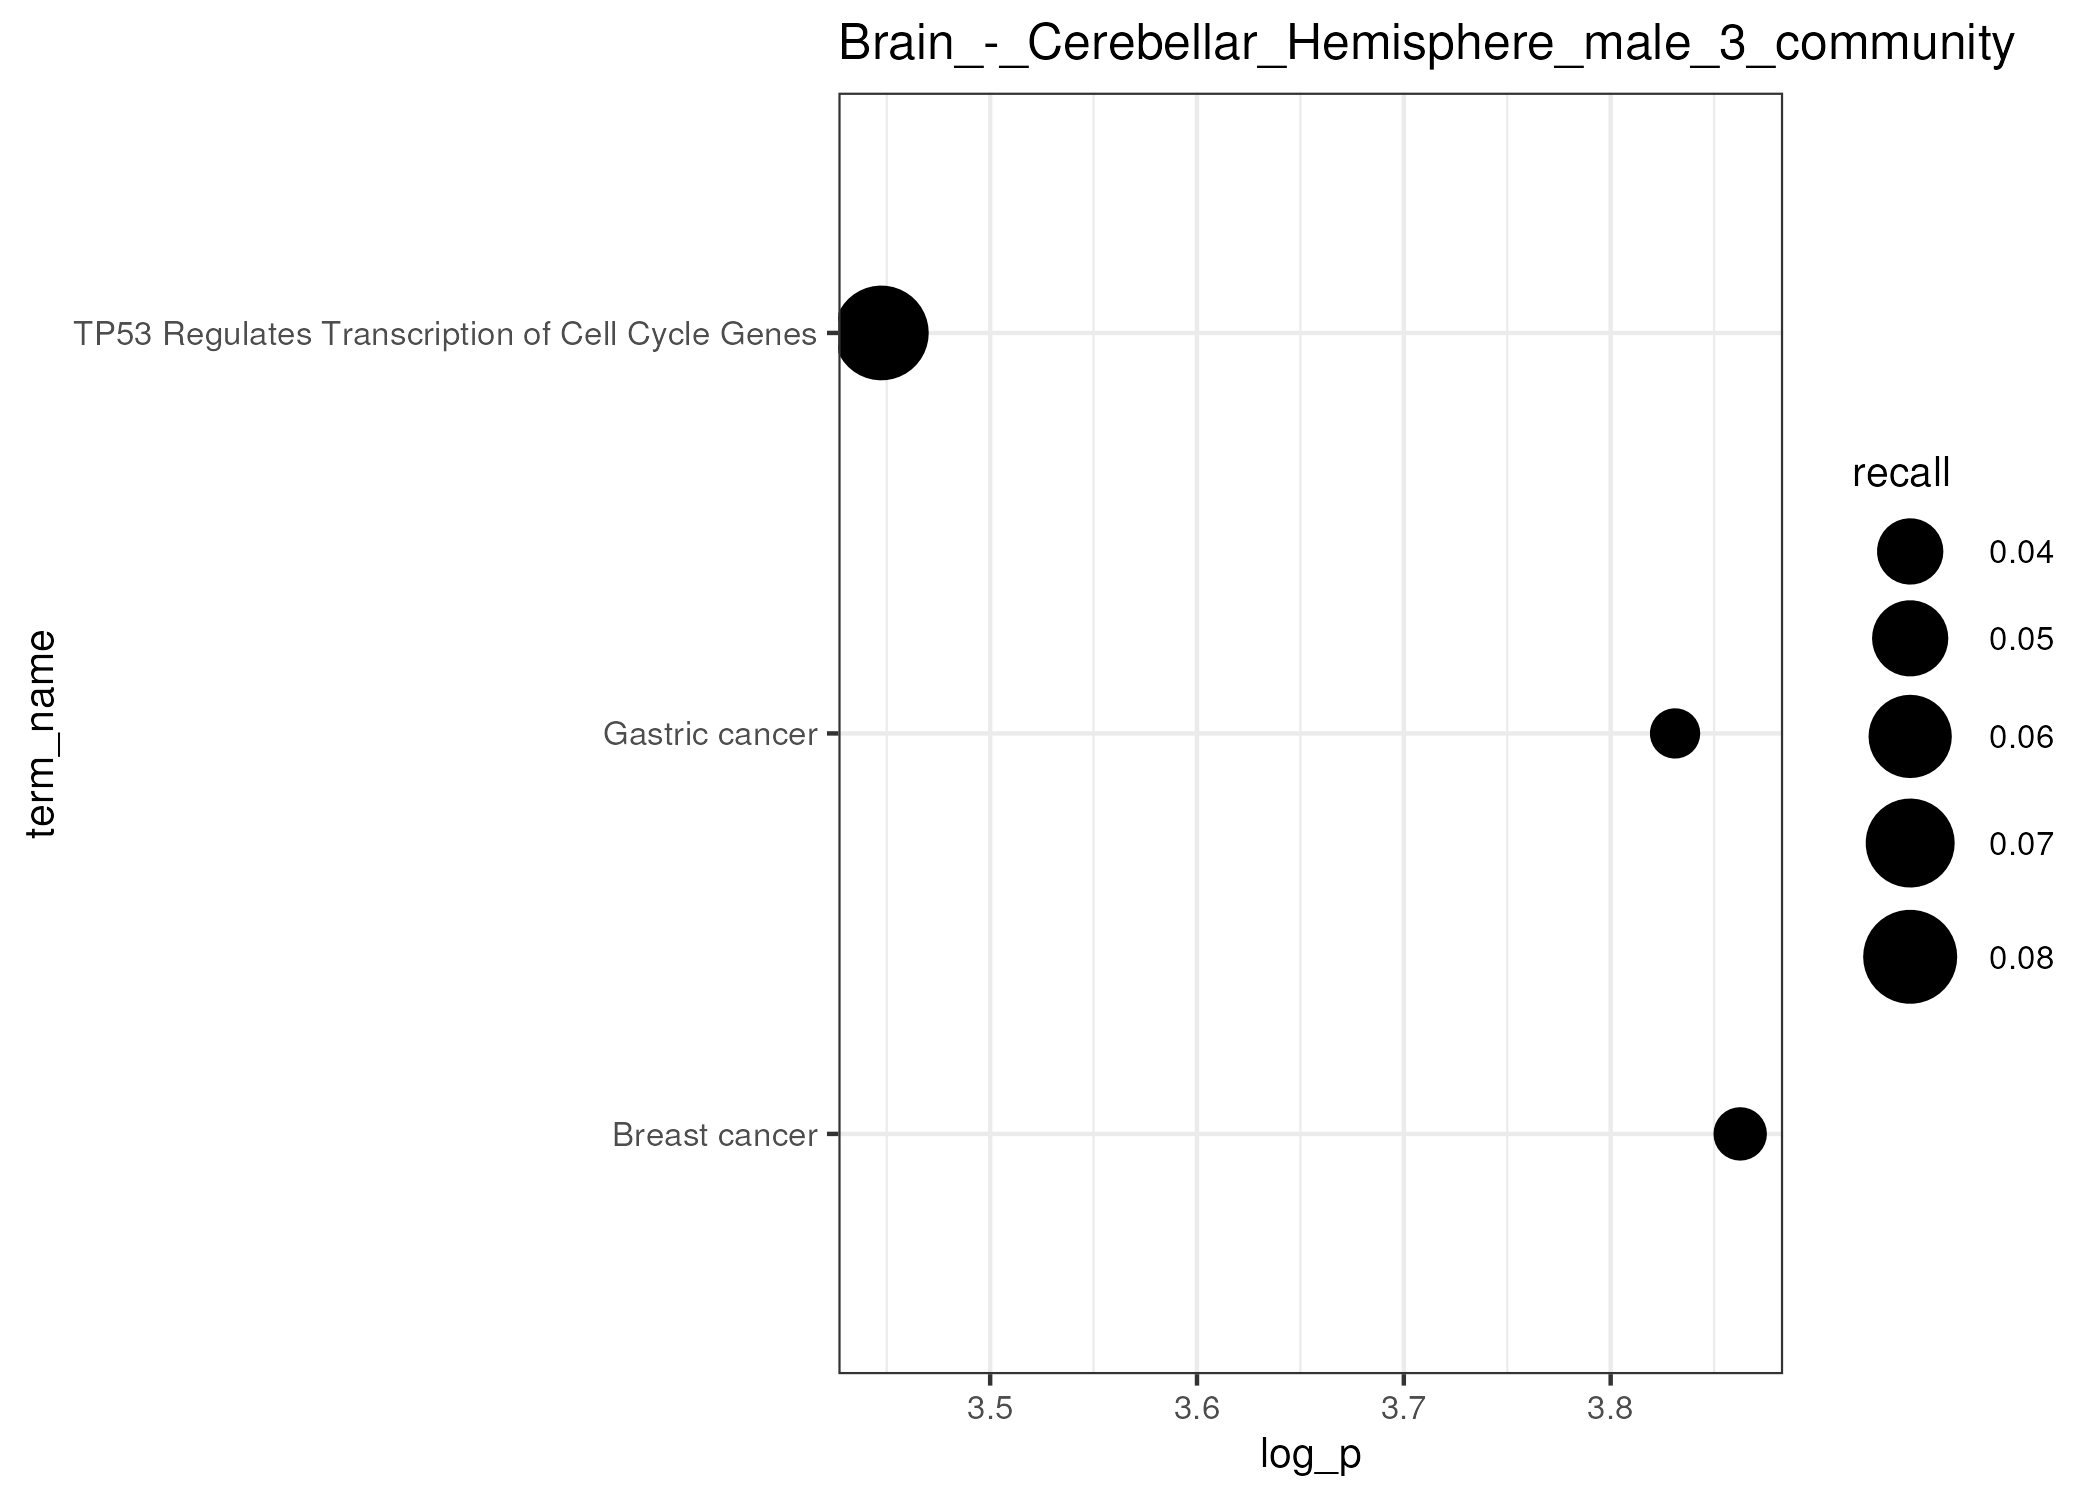 Brain_-_Cerebellar_Hemisphere_male_3_community
TP53 Regulates Transcription of Cell Cycle Genes
Gastric cancer
Breast cancer
term_name
3.5
3.6
3.7
3.8
log_p
recall
0.04
0.05
0.06
0.07
0.08